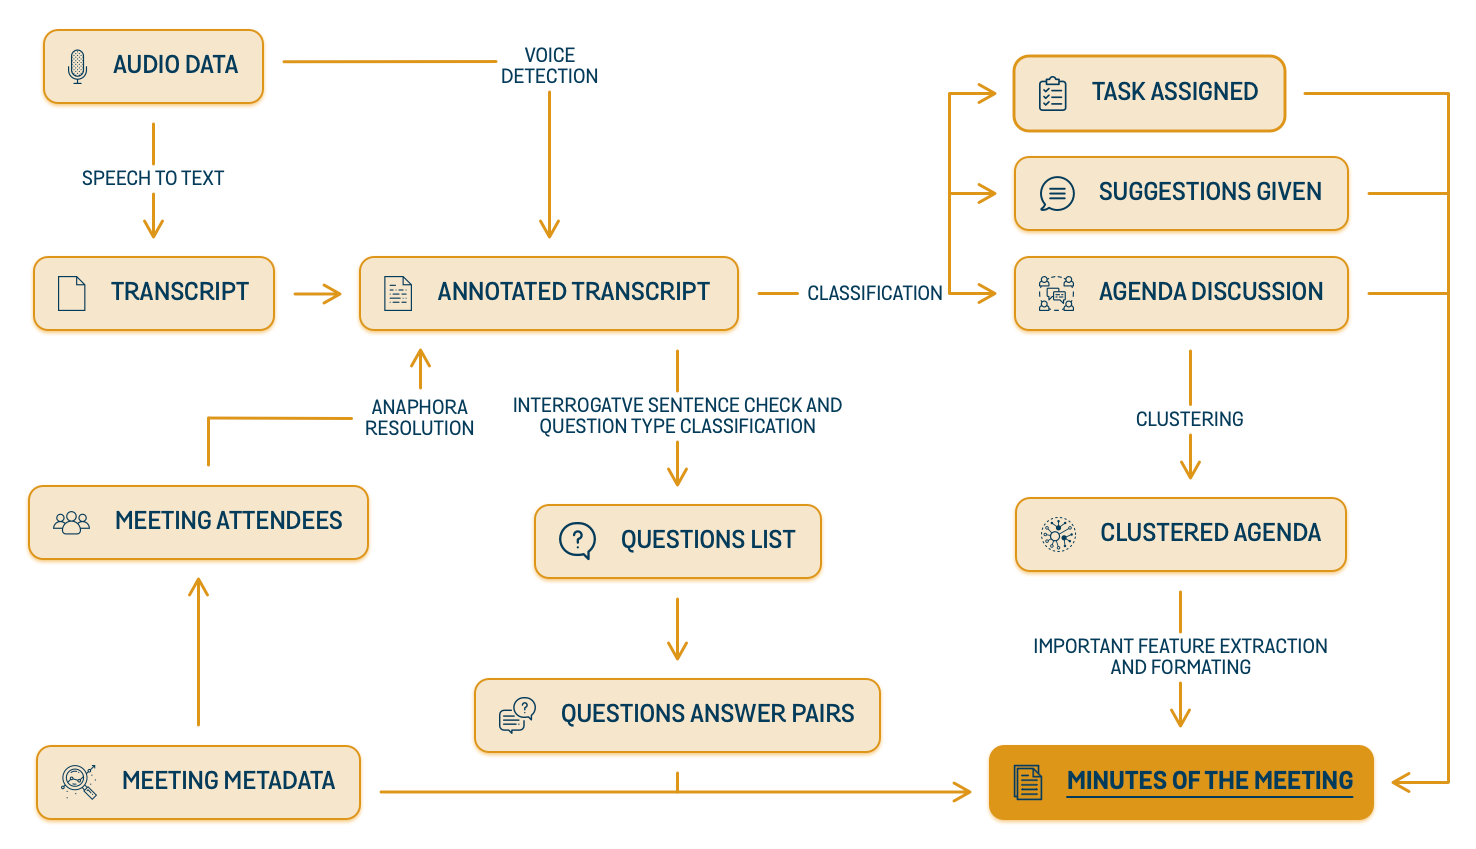 AUDIO DATA
VOICE
DETECTION
TASK ASSIGNED
SPEECH TO TEXT
SUGGESTIONS GIVEN
TRANSCRIPT
ANNOTATED TRANSCRIPT
CLASSIFICATION
AGENDA DISCUSSION
ANAPHORA
RESOLUTION
INTERROGATVE SENTENCE CHECK AND
QUESTION TYPE CLASSIFICATION
CLUSTERING
MEETING ATTENDEES
QUESTIONS LIST
CLUSTERED AGENDA
IMPORTANT FEATURE EXTRACTION
AND FORMATING
QUESTIONS ANSWER PAIRS
MEETING METADATA
MINUTES OF THE MEETING